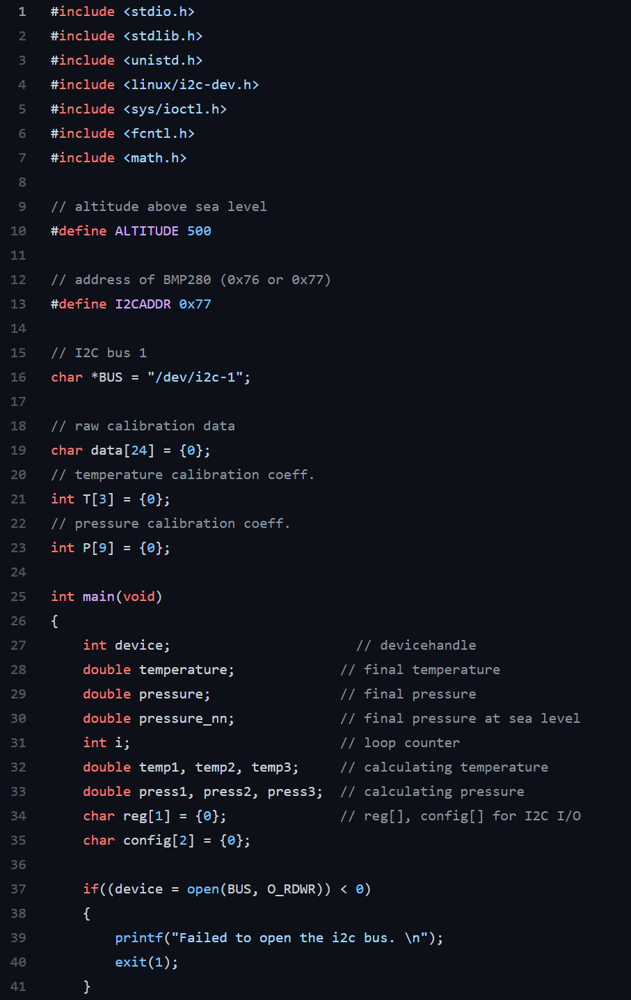 1 #include <stdio.h>
2 #include <stdlib.h>
3 #include <unistd.h>
4 #include <linux/i2c-dev.h>
5 #include <sys/ioctl.h>
6 #include <fcntl.h>
7 #include <math.h>
8
9 // altitude above sea level
10 #define ALTITUDE 500
11
12 // address of BMP280 (0x76 or 0x77)
13 #define I2CADDR 0x77
14
15 // I2C bus 1
16 char *BUS = "/dev/i2c-1";
17
18 // raw calibration data
19 char data[24] = {0};
20 // temperature calibration coeff.
21 int T[3] = {0};
22 // pressure calibration coeff.
23 int P[9] = {0};
24
25 int main(void)
26 {
27     int device;                       // devicehandle
28     double temperature;             // final temperature
29     double pressure;                // final pressure
30     double pressure_nn;             // final pressure at sea level
31     int i;                          // loop counter
32     double temp1, temp2, temp3;     // calculating temperature
33     double press1, press2, press3;  // calculating pressure
34     char reg[1] = {0};              // reg[], config[] for I2C I/O
35     char config[2] = {0};
36
37     if((device = open(BUS, O_RDWR)) < 0)
38     {
39         printf("Failed to open the i2c bus. \n");
40         exit(1);
41     }